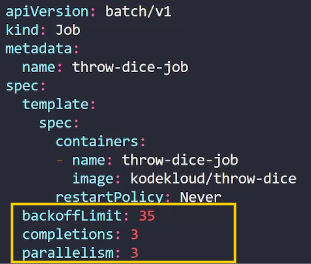 apiVersion: batch/v1
kind: Job
metadata:
  name: throw-dice-job
spec:
  template:
    spec:
      containers:
      - name: throw-dice-job
        image: kodekloud/throw-dice
      restartPolicy: Never
  backoffLimit: 35
  completions: 3
  parallelism: 3